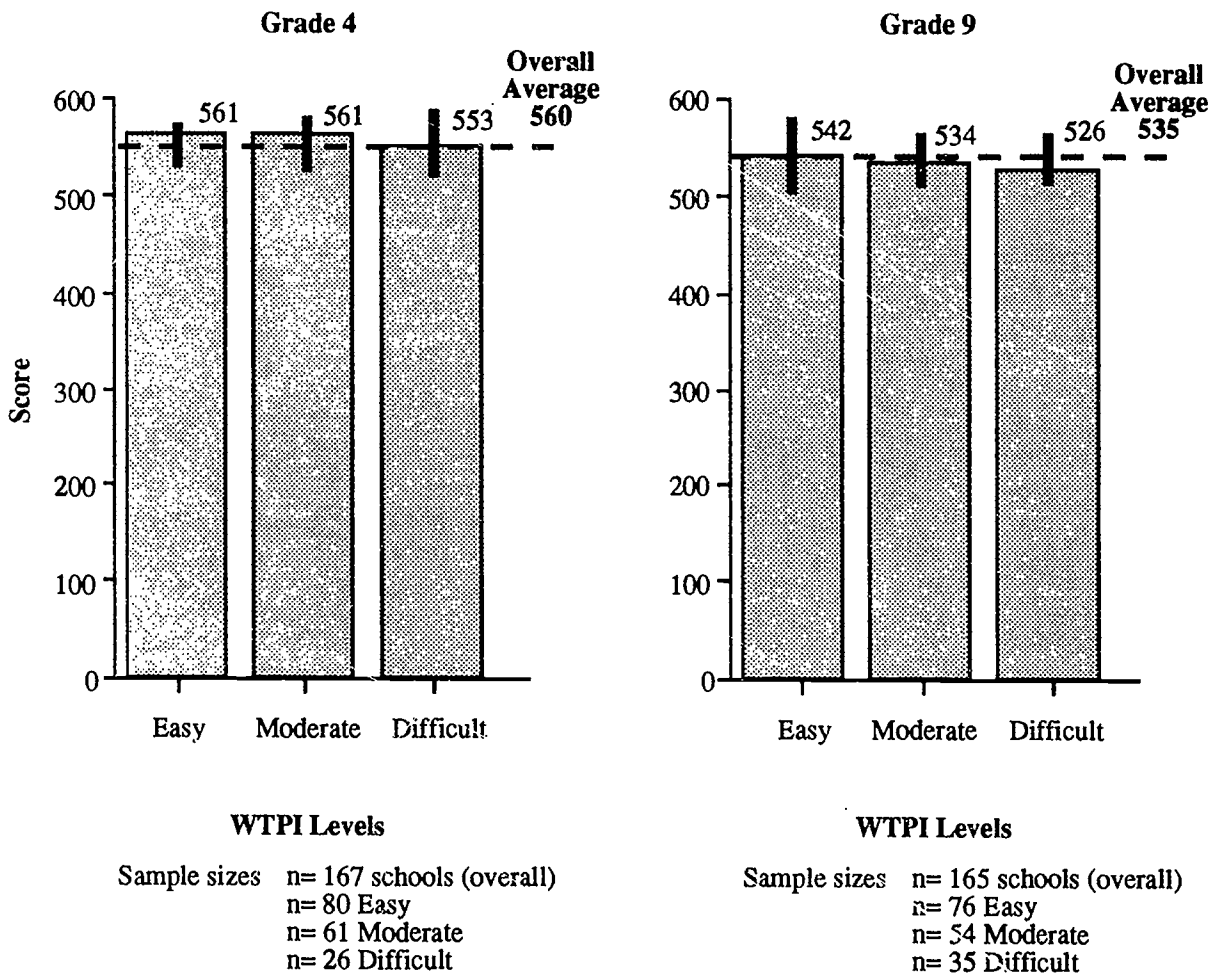 Grade 4
Overall
Average
560
600
500
400
300
200
100
0
Score
561
561
553
Easy
Moderate
Difficult
WTPI Levels
Sample sizes n= 167 schools (overall)
n= 80 Easy
n= 61 Moderate
n= 26 Difficult
Grade 9
Overall
Average
535
600
500
400
300
200
100
0
542
534
526
Easy
Moderate
Difficult
WTPI Levels
Sample sizes n= 165 schools (overall)
n= 76 Easy
n= 54 Moderate
n= 35 Difficult